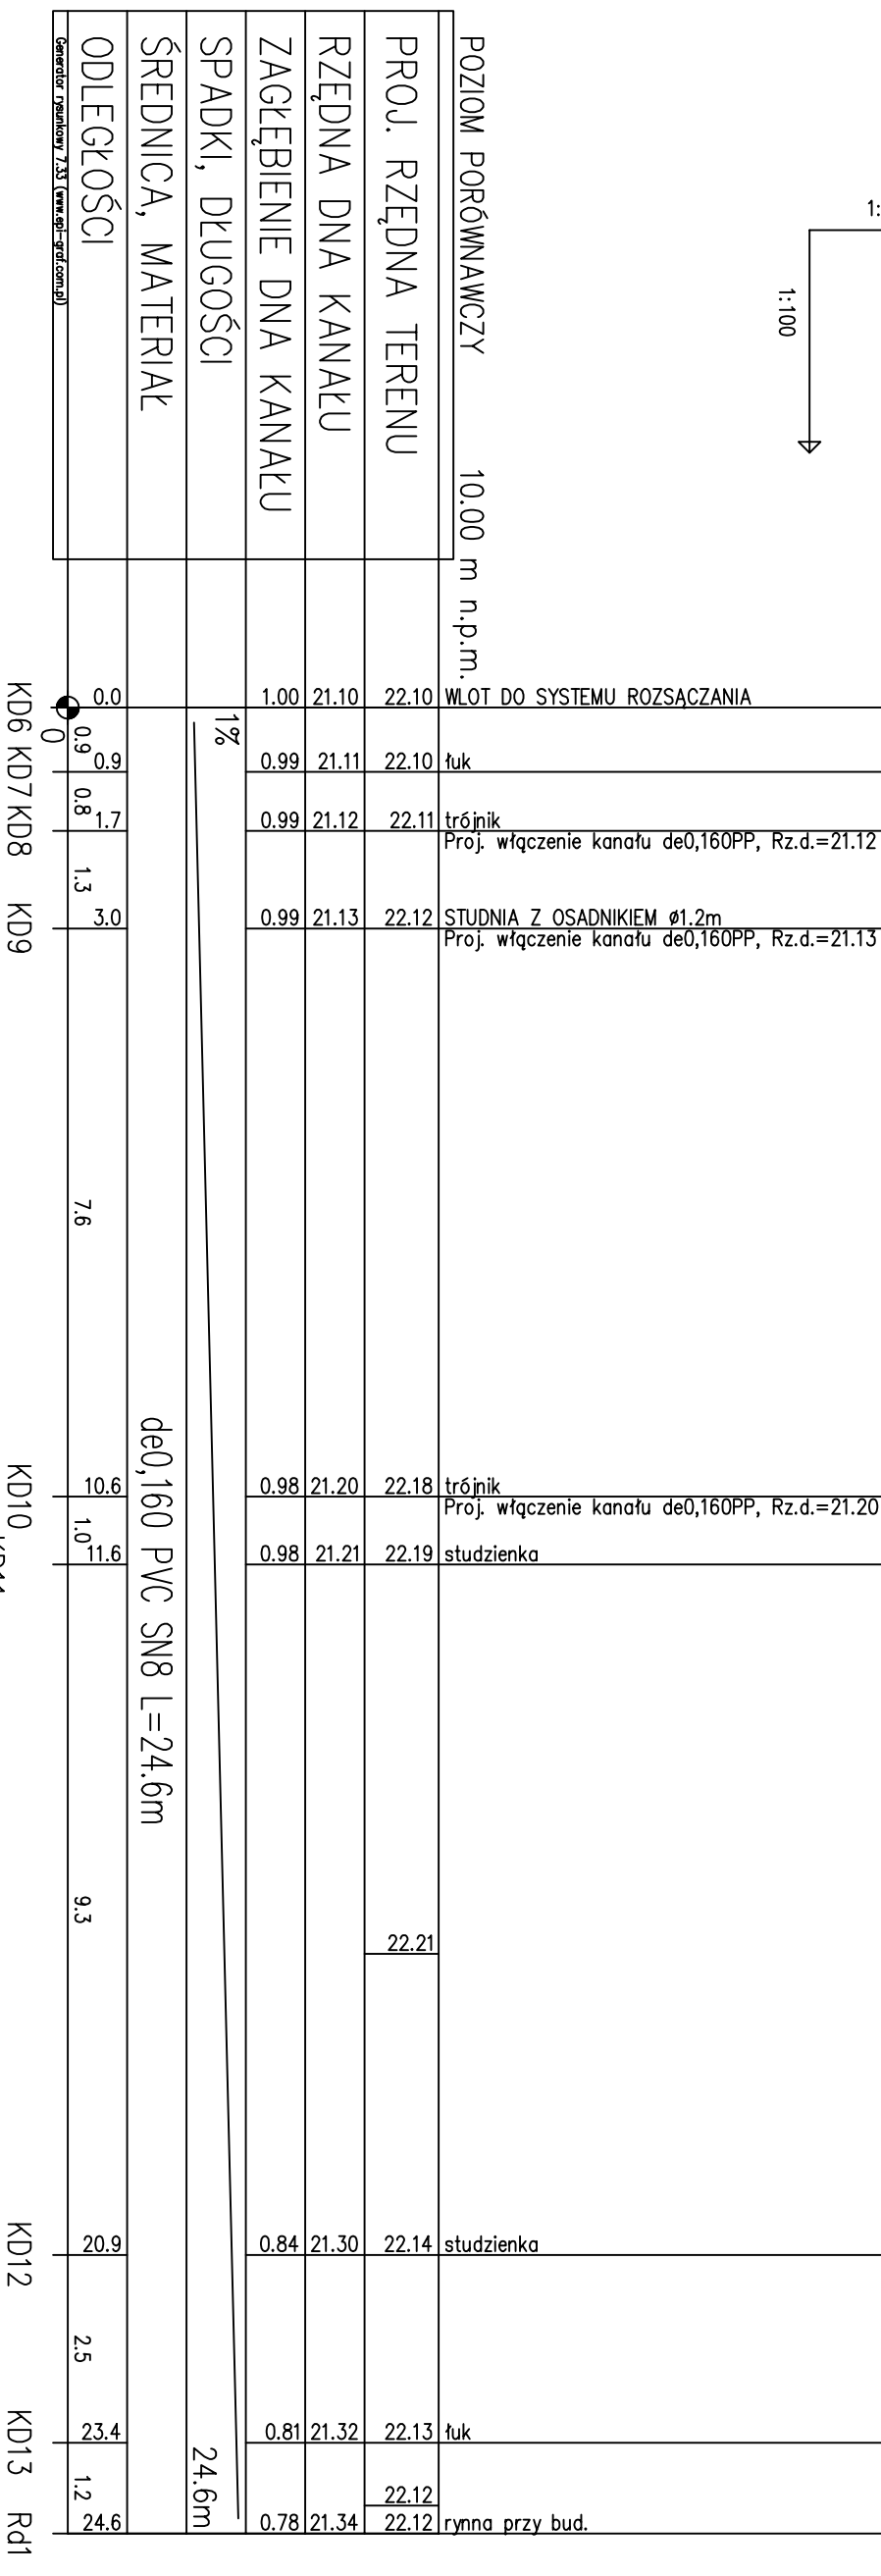 1:
1:100
POZIOM PORÓWNAWCZY 10.00 m n.p.m.
PROJ. RZĘDNA TERENU
RZĘDNA DNA KANAŁU
ZAGŁĘBIENIE DNA KANAŁU
SPADKI, DŁUGOŚCI
ŚREDNICA, MATERIAŁ
ODLEGŁOŚCI
Generator rysunkowy 7.33 (www.epi-graf.com.pl)
KD6 0 0.0 1.00 21.10 22.10 WLOT DO SYSTEMU ROZSĄCZANIA
1%
0.9
KD7 0.9 0.99 21.11 22.10 łuk
0.8
KD8 1.7 0.99 21.12 22.11 trójnik
Proj. włączenie kanału de0,160PP, Rz.d.=21.12
1.3
KD9 3.0 0.99 21.13 22.12 STUDNIA Z OSADNIKIEM ø1.2m
Proj. włączenie kanału de0,160PP, Rz.d.=21.13
7.6
KD10 10.6 0.98 21.20 22.18 trójnik
Proj. włączenie kanału de0,160PP, Rz.d.=21.20
1.0
11.6 0.98 21.21 22.19 studzienka
de0,160 PVC SN8 L=24.6m
9.3
22.21
KD12 20.9 0.84 21.30 22.14 studzienka
2.5
KD13 23.4 0.81 21.32 22.13 łuk
1.2
24.6m
22.12
Rd1 24.6 0.78 21.34 22.12 rynna przy bud.